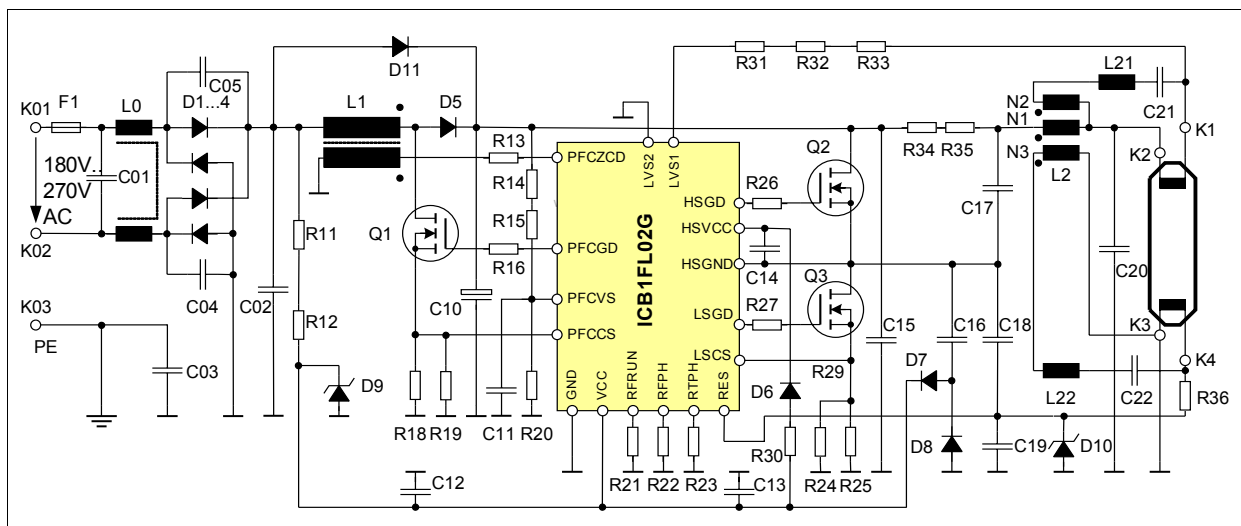 D11
R31 R32 R33
L21
C21
K01 F1 L0 C05 D1...4
L1 D5
N2
N1
N3
L2
K1
K2
180V..
270V
AC
C01
R13 PFCZCD
LVS2 LVS1
Q2
R34 R35
R14
R26
HSGD
R15
HSVCC
C14
C17
K02
R11
Q1
R16 PFCGD
HSGND
Q3
C20
C04 C02
C10
PFCVS
R27 LSGD
ICB1FL02G
K03
PE
R12
PFCCS
C15 C16 C18
K3
C03
D9
LSCS
R29
D7
K4
GND VCC RFRUN RFPH RTPH RES
D6
L22 C22 R36
R18 R19 C11 R20
R30
D8
C19 D10
C12
R21 R22 R23
C13
R24 R25